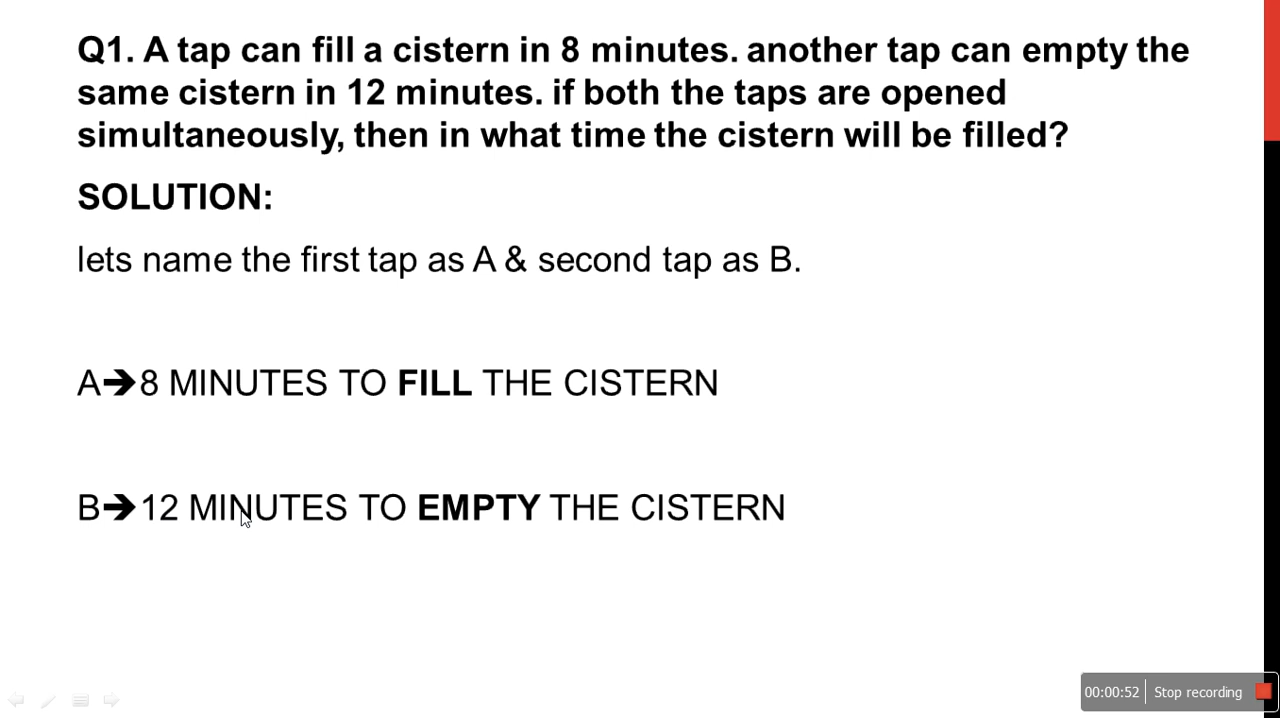 Q1. A tap can fill a cistern in 8 minutes. another tap can empty the
same cistern in 12 minutes. if both the taps are opened
simultaneously, then in what time the cistern will be filled?
SOLUTION:
lets name the first tap as A & second tap as B.
A➔8 MINUTES TO FILL THE CISTERN
B➔12 MINUTES TO EMPTY THE CISTERN
00:00:52 Stop recording